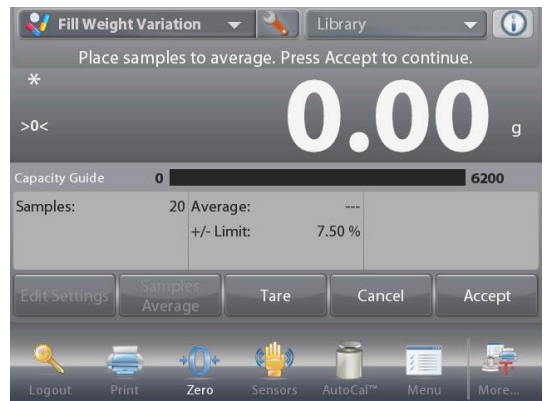 Fill Weight Variation
Library
Place samples to average. Press Accept to continue.
*
>0<
0.00 g
Capacity Guide 0 6200
Samples: 20 Average: ---
+/- Limit: 7.50 %
Edit Settings Samples Average Tare Cancel Accept
Logout Print Zero Sensors AutoCal™ Menu More...